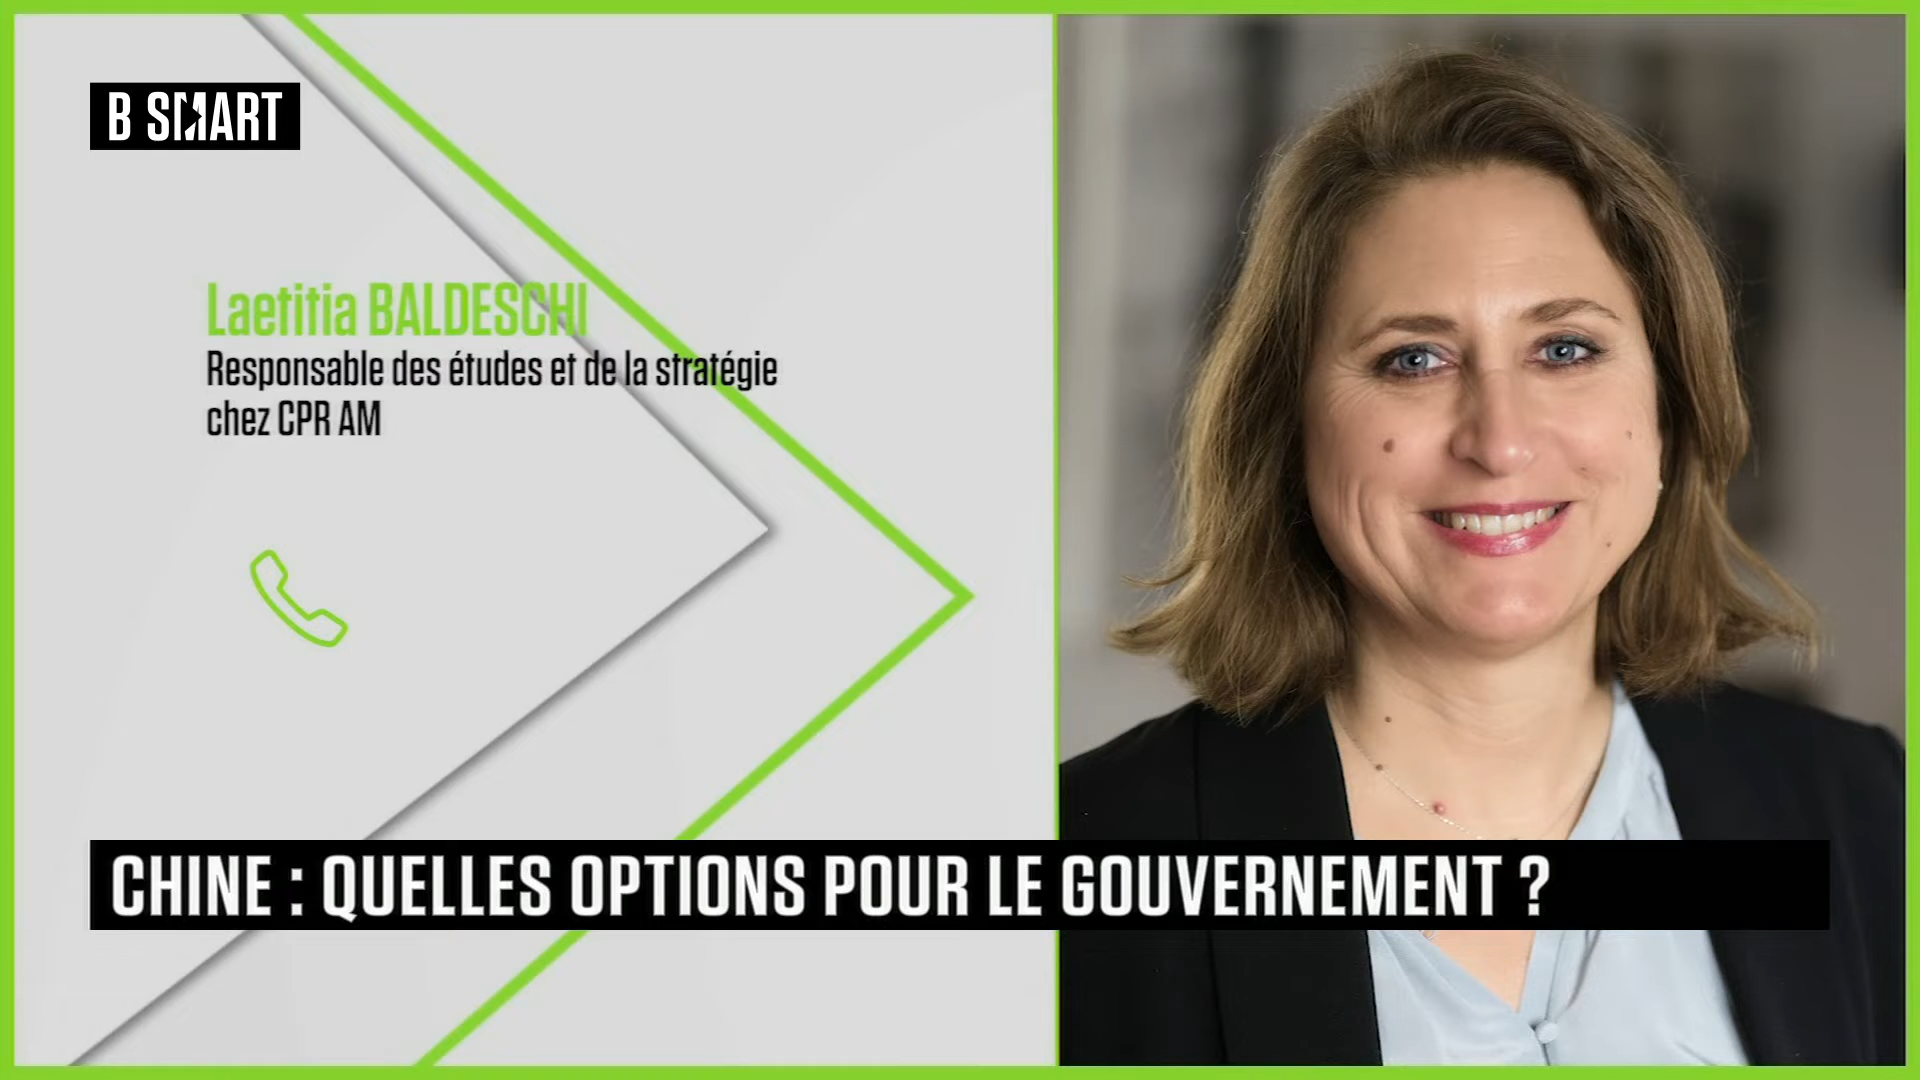 B SMART
Laetitia BALDESCHI
Responsable des études et de la stratégie
chez CPR AM
CHINE : QUELLES OPTIONS POUR LE GOUVERNEMENT ?